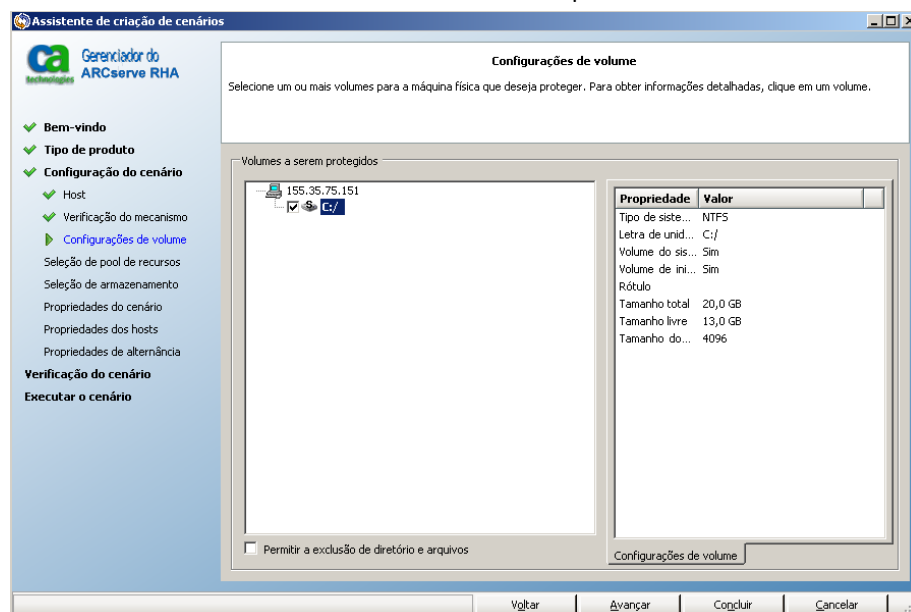 Assistente de criação de cenários
ca
technologies
Gerenciador do
ARCserve RHA
Configurações de volume
Selecione um ou mais volumes para a máquina física que deseja proteger. Para obter informações detalhadas, clique em um volume.
Bem-vindo
Tipo de produto
Configuração do cenário
Host
Verificação do mecanismo
Configurações de volume
Seleção de pool de recursos
Seleção de armazenamento
Propriedades do cenário
Propriedades dos hosts
Propriedades de alternância
Verificação do cenário
Executar o cenário
Volumes a serem protegidos
155.35.75.151
C:/
Propriedade Valor
Tipo de siste... NTFS
Letra de unid... C:/
Volume do sis... Sim
Volume de ini... Sim
Rótulo
Tamanho total 20,0 GB
Tamanho livre 13,0 GB
Tamanho do... 4096
Permitir a exclusão de diretório e arquivos
Configurações de volume
Voltar Avançar Concluir Cancelar